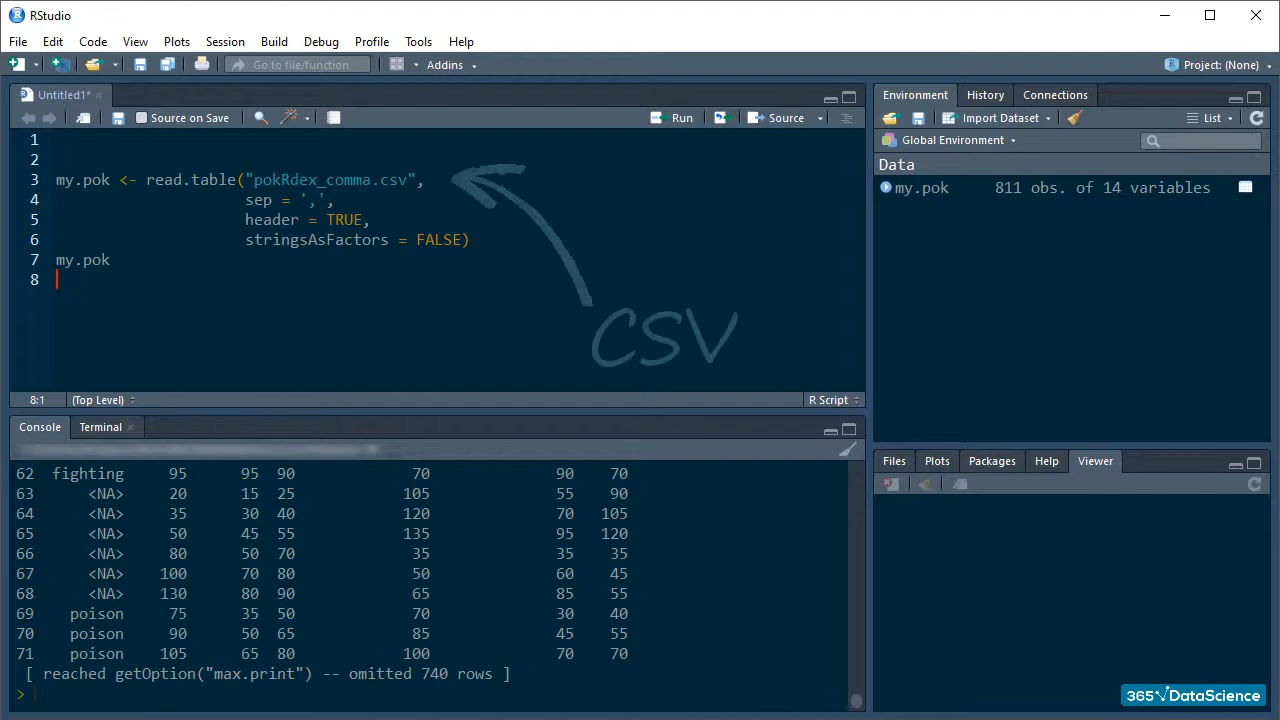 RStudio
File Edit Code View Plots Session Build Debug Profile Tools Help
Go to file/function Addins Project: (None)
Untitled1*
Source on Save Run Source
1
2
3 my.pok <- read.table("pokRdex_comma.csv",
4 sep = ',',
5 header = TRUE,
6 stringsAsFactors = FALSE)
7 my.pok
8
CSV
8:1 (Top Level) R Script
Console Terminal
62 fighting 95 95 90 70 90 70
63 <NA> 20 15 25 105 55 90
64 <NA> 35 30 40 120 70 105
65 <NA> 50 45 55 135 95 120
66 <NA> 80 50 70 35 35 35
67 <NA> 100 70 80 50 60 45
68 <NA> 130 80 90 65 85 55
69 poison 75 35 50 70 30 40
70 poison 90 50 65 85 45 55
71 poison 105 65 80 100 70 70
[ reached getOption("max.print") -- omitted 740 rows ]
>
Environment History Connections
Import Dataset List
Global Environment
Data
my.pok 811 obs. of 14 variables
Files Plots Packages Help Viewer
365 DataScience